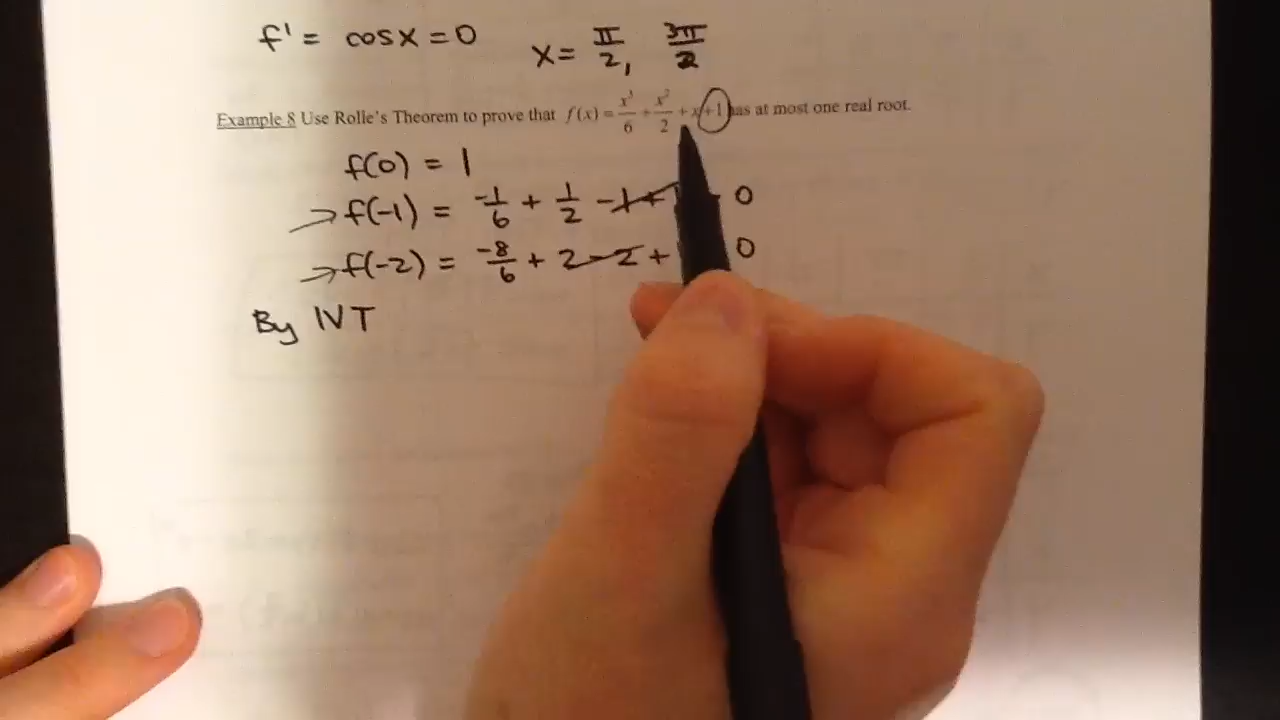 f' = cosx = 0 x = π/2, 3π/2
Example 8 Use Rolle's Theorem to prove that f(x) = x³/6 + x²/2 + x + 1 has at most one real root.
f(0) = 1
→ f(-1) = -1/6 + 1/2 - 1 + 0
→ f(-2) = -8/6 + 2 - 2 + 0
By IVT